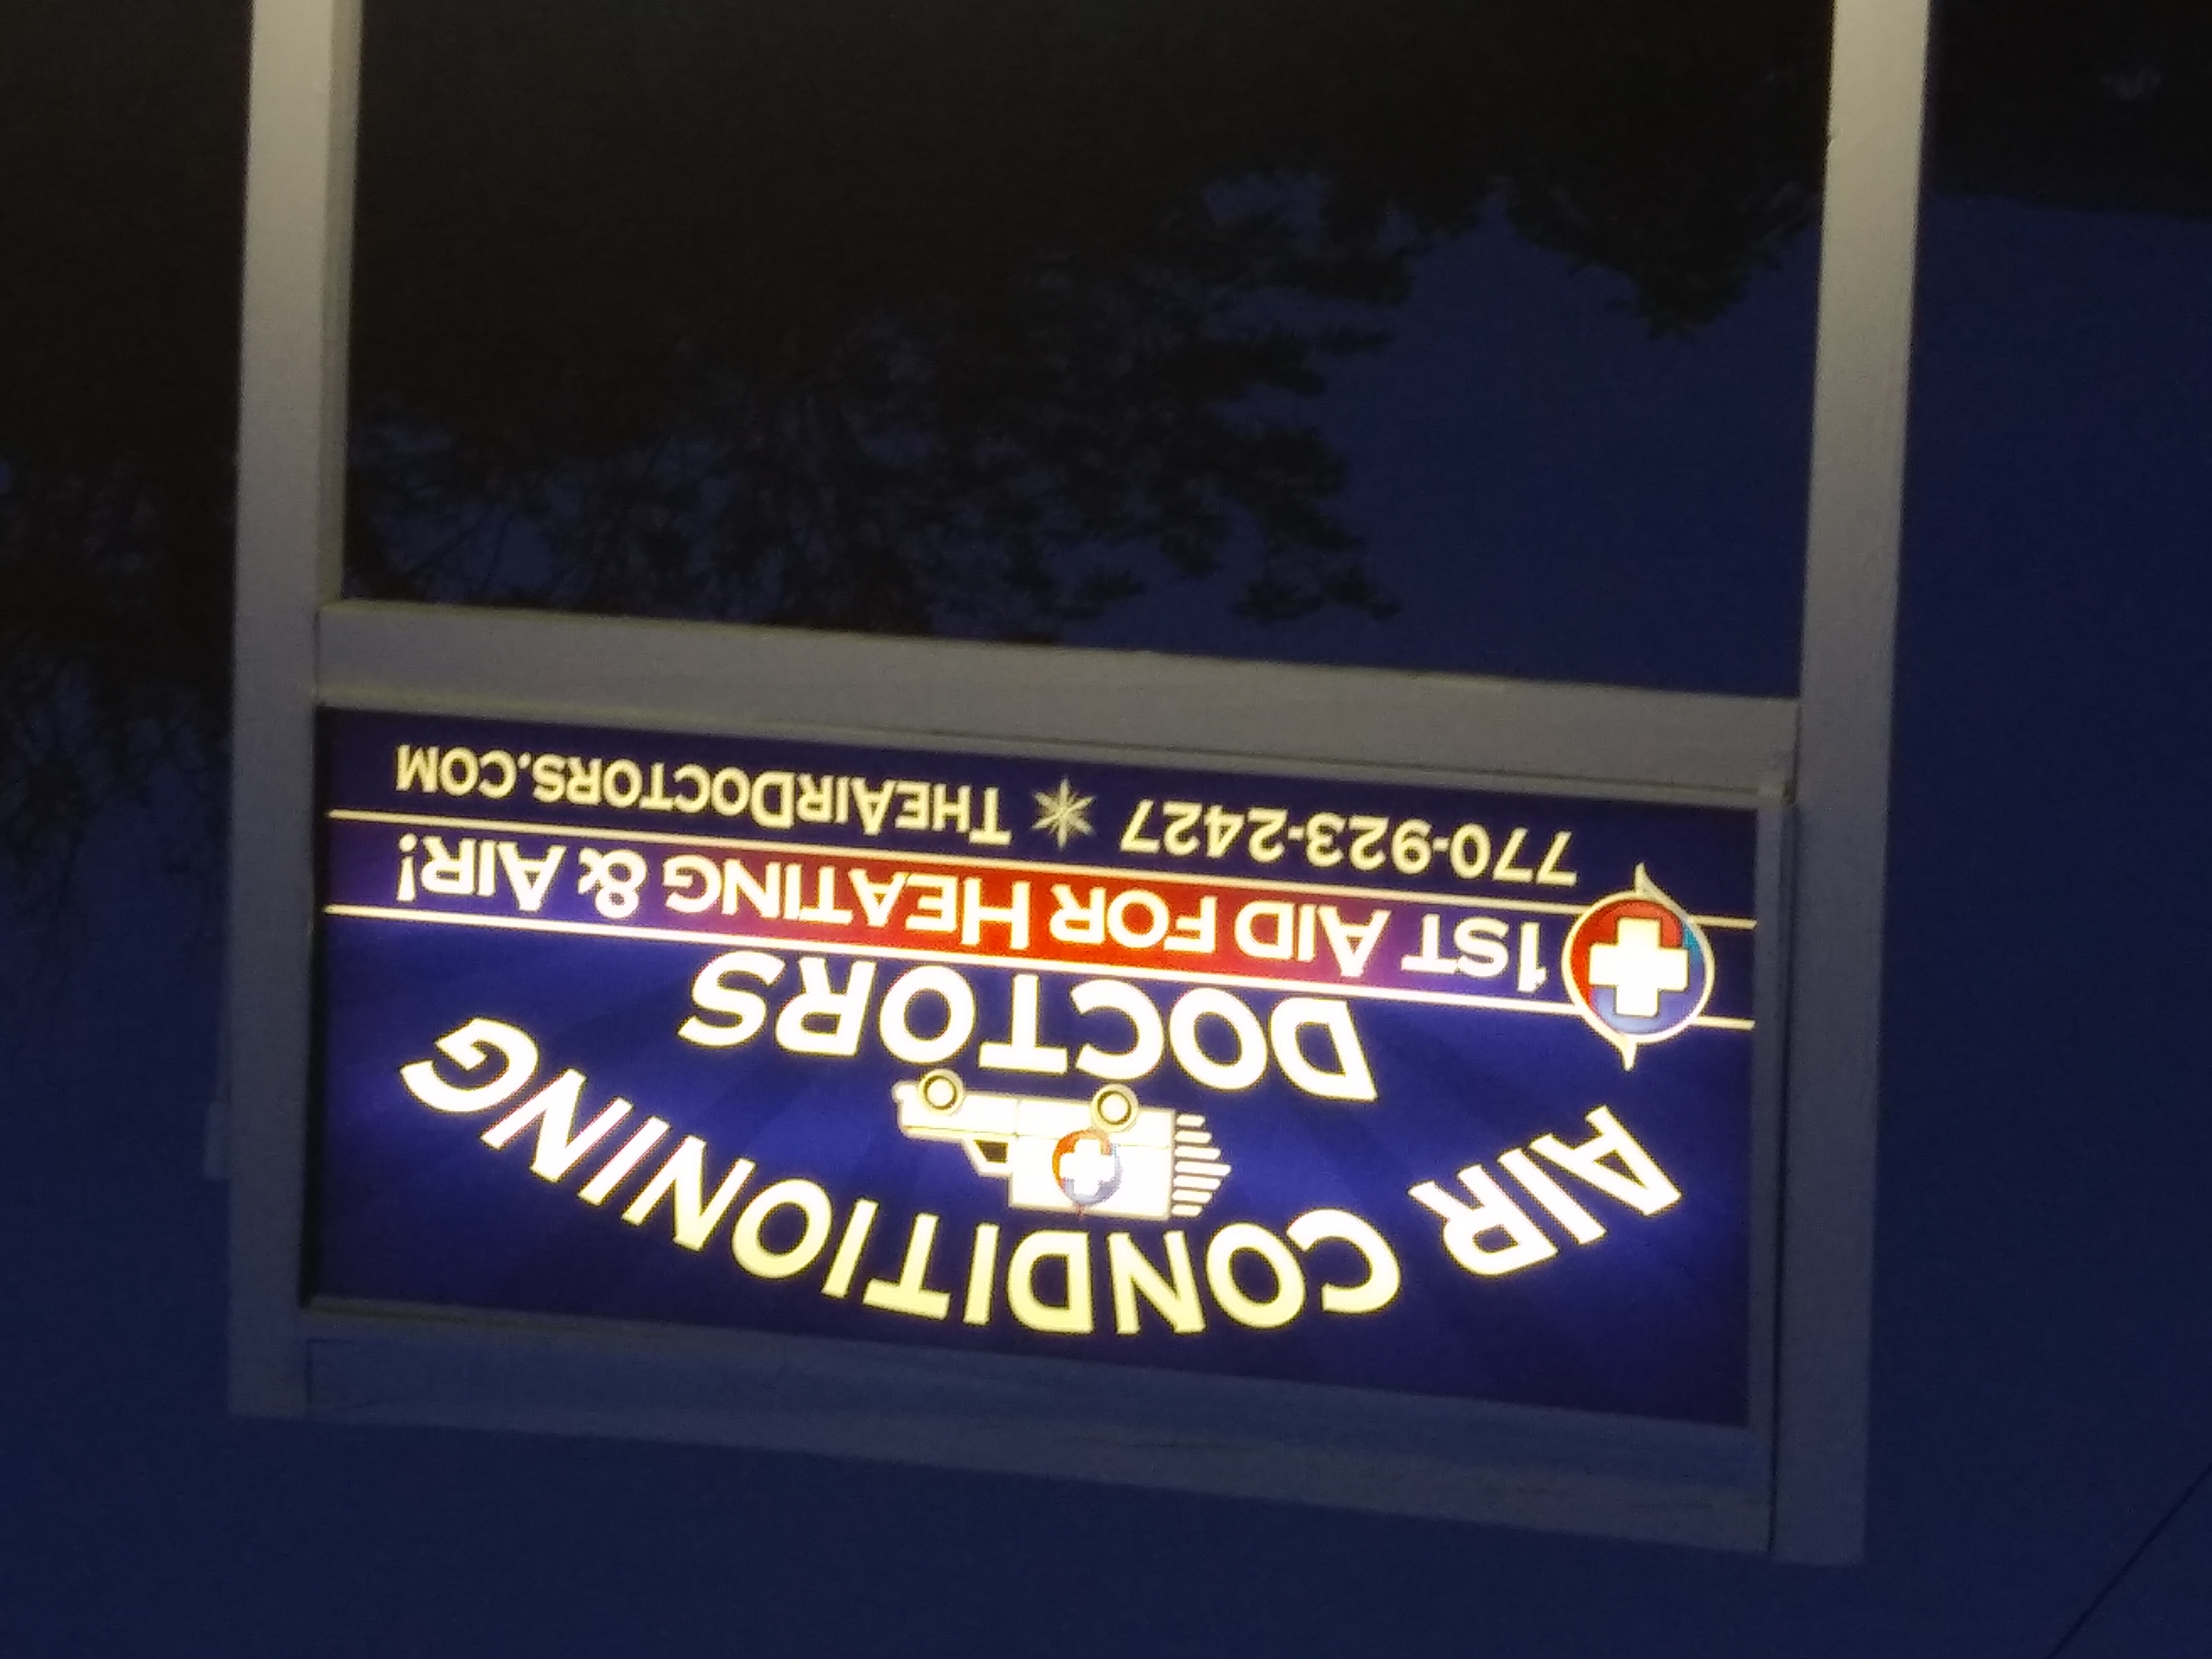 AIR CONDITIONING
DOCTORS
1ST AID FOR HEATING & AIR!
770-923-2427 * THEAIRDOCTORS.COM